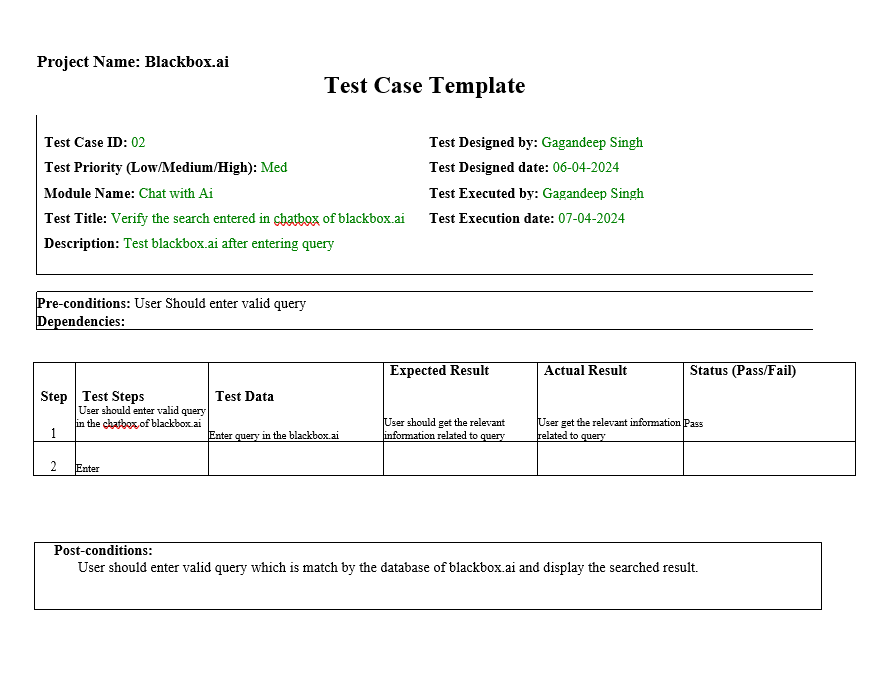 Project Name: Blackbox.ai
Test Case Template
Test Case ID: 02
Test Designed by: Gagandeep Singh
Test Priority (Low/Medium/High): Med
Test Designed date: 06-04-2024
Module Name: Chat with Ai
Test Executed by: Gagandeep Singh
Test Title: Verify the search entered in chatbox of blackbox.ai
Test Execution date: 07-04-2024
Description: Test blackbox.ai after entering query
Pre-conditions: User Should enter valid query
Dependencies:
Step
Test Steps
Test Data
Expected Result
Actual Result
Status (Pass/Fail)
1
User should enter valid query
in the chatbox of blackbox.ai
Enter query in the blackbox.ai
User should get the relevant
information related to query
User get the relevant information
related to query
Pass
2
Enter
Post-conditions:
User should enter valid query which is match by the database of blackbox.ai and display the searched result.